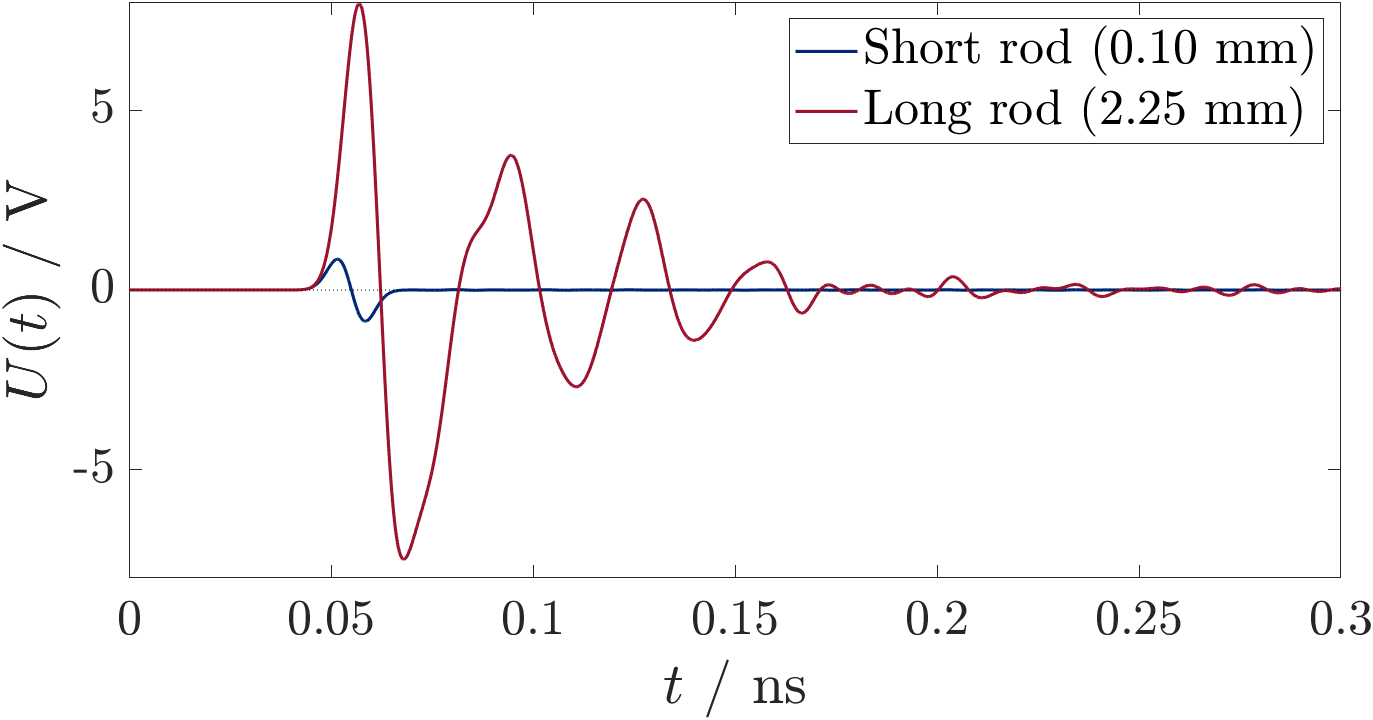 Short rod (0.10 mm)
Long rod (2.25 mm)
5
0
-5
U(t) / V
0 0.05 0.1 0.15 0.2 0.25 0.3
t / ns